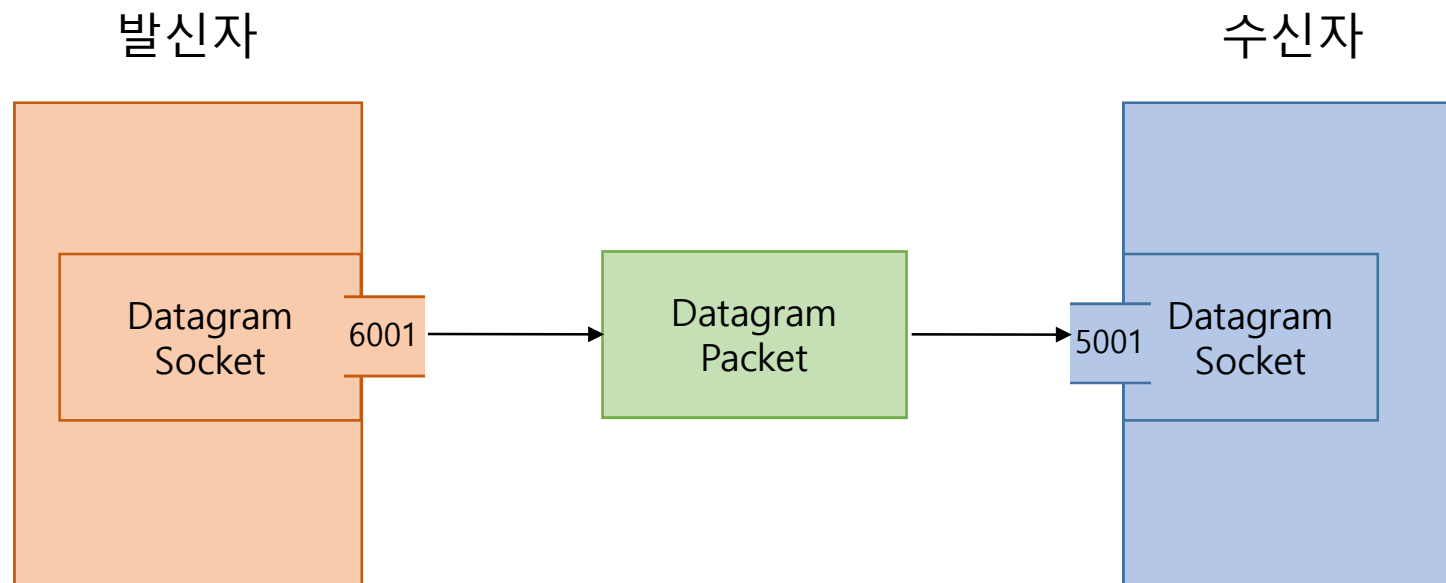 발신자
수신자
Datagram
Socket
6001
Datagram
Packet
5001
Datagram
Socket